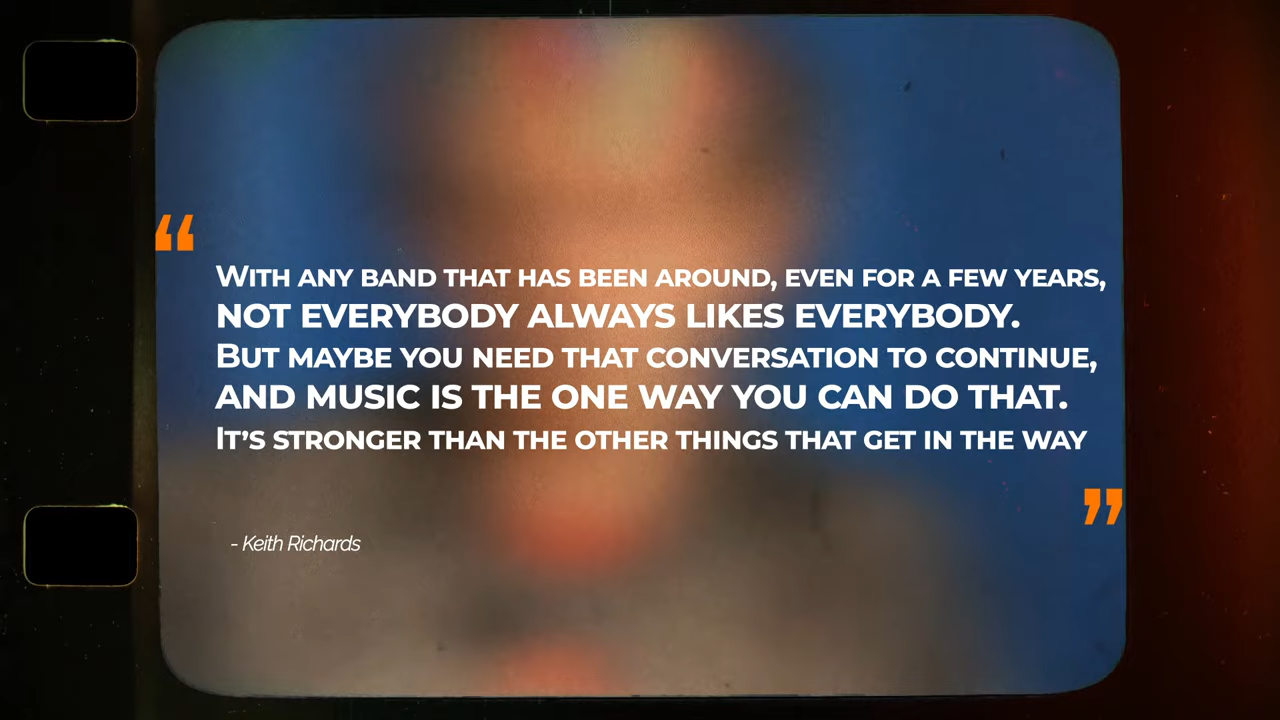 “
With any band that has been around, even for a few years,
not everybody always likes everybody.
But maybe you need that conversation to continue,
and music is the one way you can do that.
It’s stronger than the other things that get in the way
”
- Keith Richards